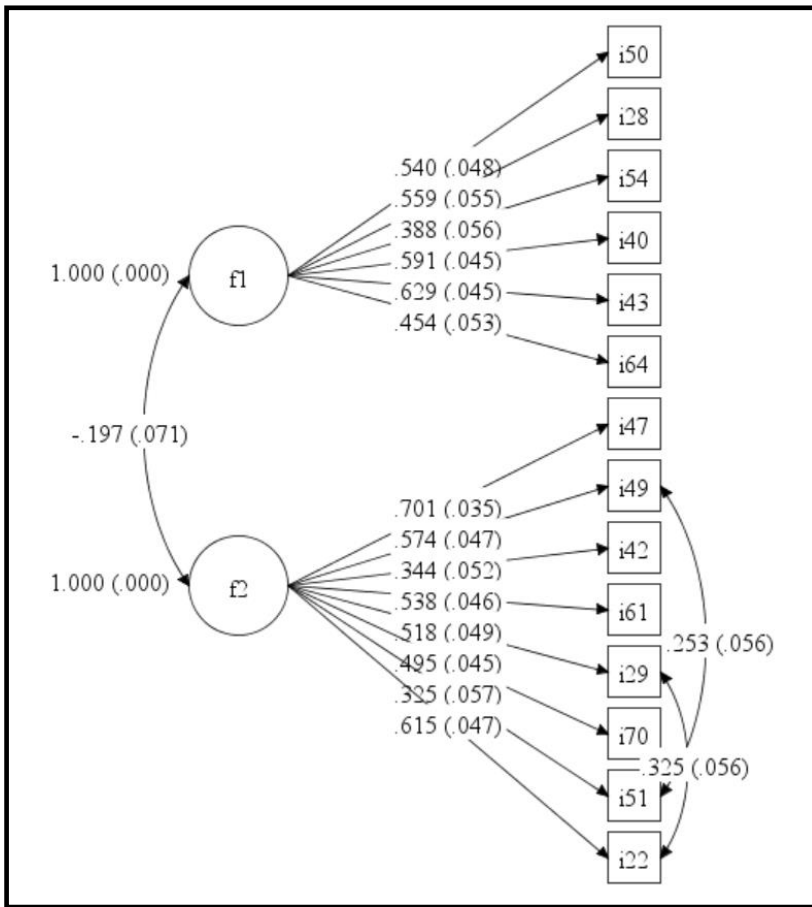 i50
i28
.540 (.048)
i54
.559 (.055)
.388 (.056)
i40
.591 (.045)
1.000 (.000)
f1
.629 (.045)
i43
.454 (.053)
i64
i47
-.197 (.071)
i49
.701 (.035)
.574 (.047)
i42
.344 (.052)
1.000 (.000)
f2
.538 (.046)
i61
.518 (.049)
.253 (.056)
.495 (.045)
i29
.325 (.057)
.615 (.047)
i70
.325 (.056)
i51
i22